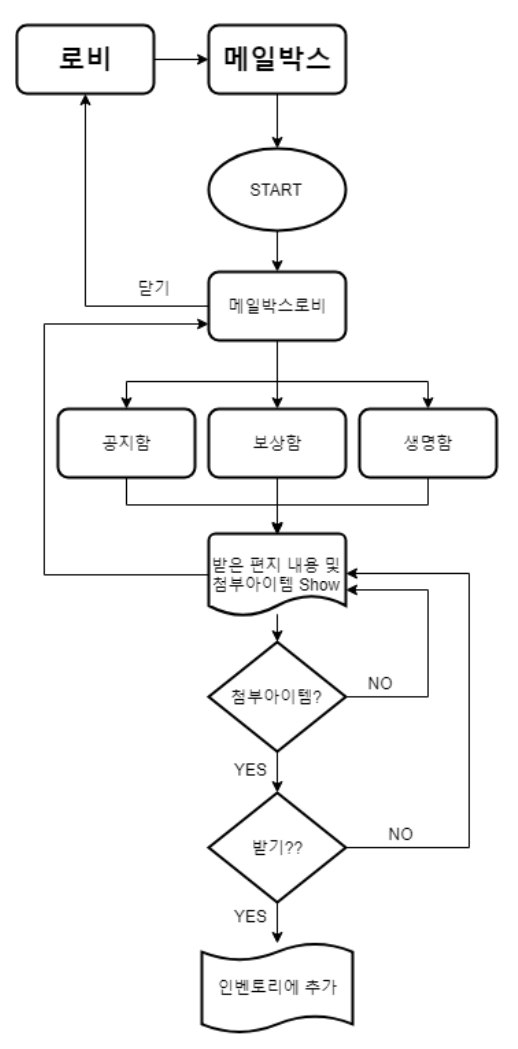 로비
메일박스
START
닫기
메일박스로비
공지함
보상함
생명함
받은 편지 내용 및
첨부아이템 Show
첨부아이템?
NO
YES
받기??
NO
YES
인벤토리에 추가